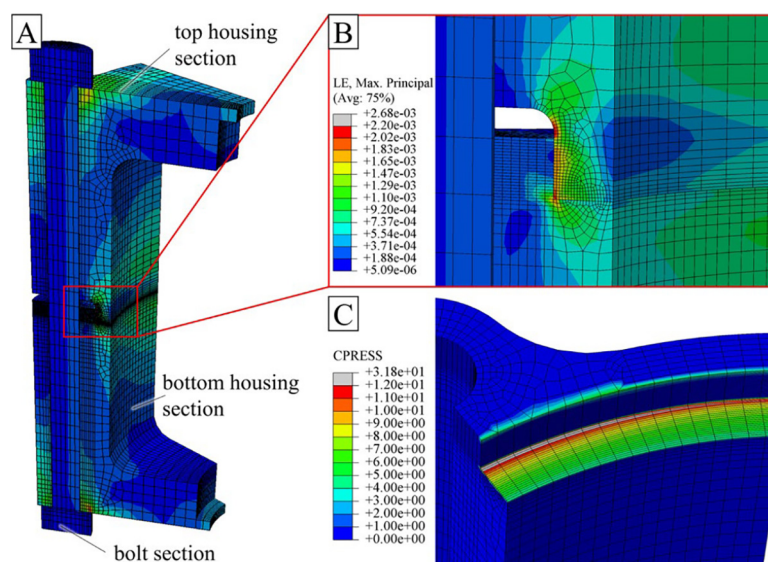 A
top housing
section
bottom housing
section
bolt section
B
LE, Max. Principal
(Avg: 75%)
+2.68e-03
+2.20e-03
+2.02e-03
+1.83e-03
+1.65e-03
+1.47e-03
+1.29e-03
+1.10e-03
+9.20e-04
+7.37e-04
+5.54e-04
+3.71e-04
+1.88e-04
+5.09e-06
C
CPRESS
+3.18e+01
+1.20e+01
+1.10e+01
+1.00e+01
+9.00e+00
+8.00e+00
+7.00e+00
+6.00e+00
+5.00e+00
+4.00e+00
+3.00e+00
+2.00e+00
+1.00e+00
+0.00e+00